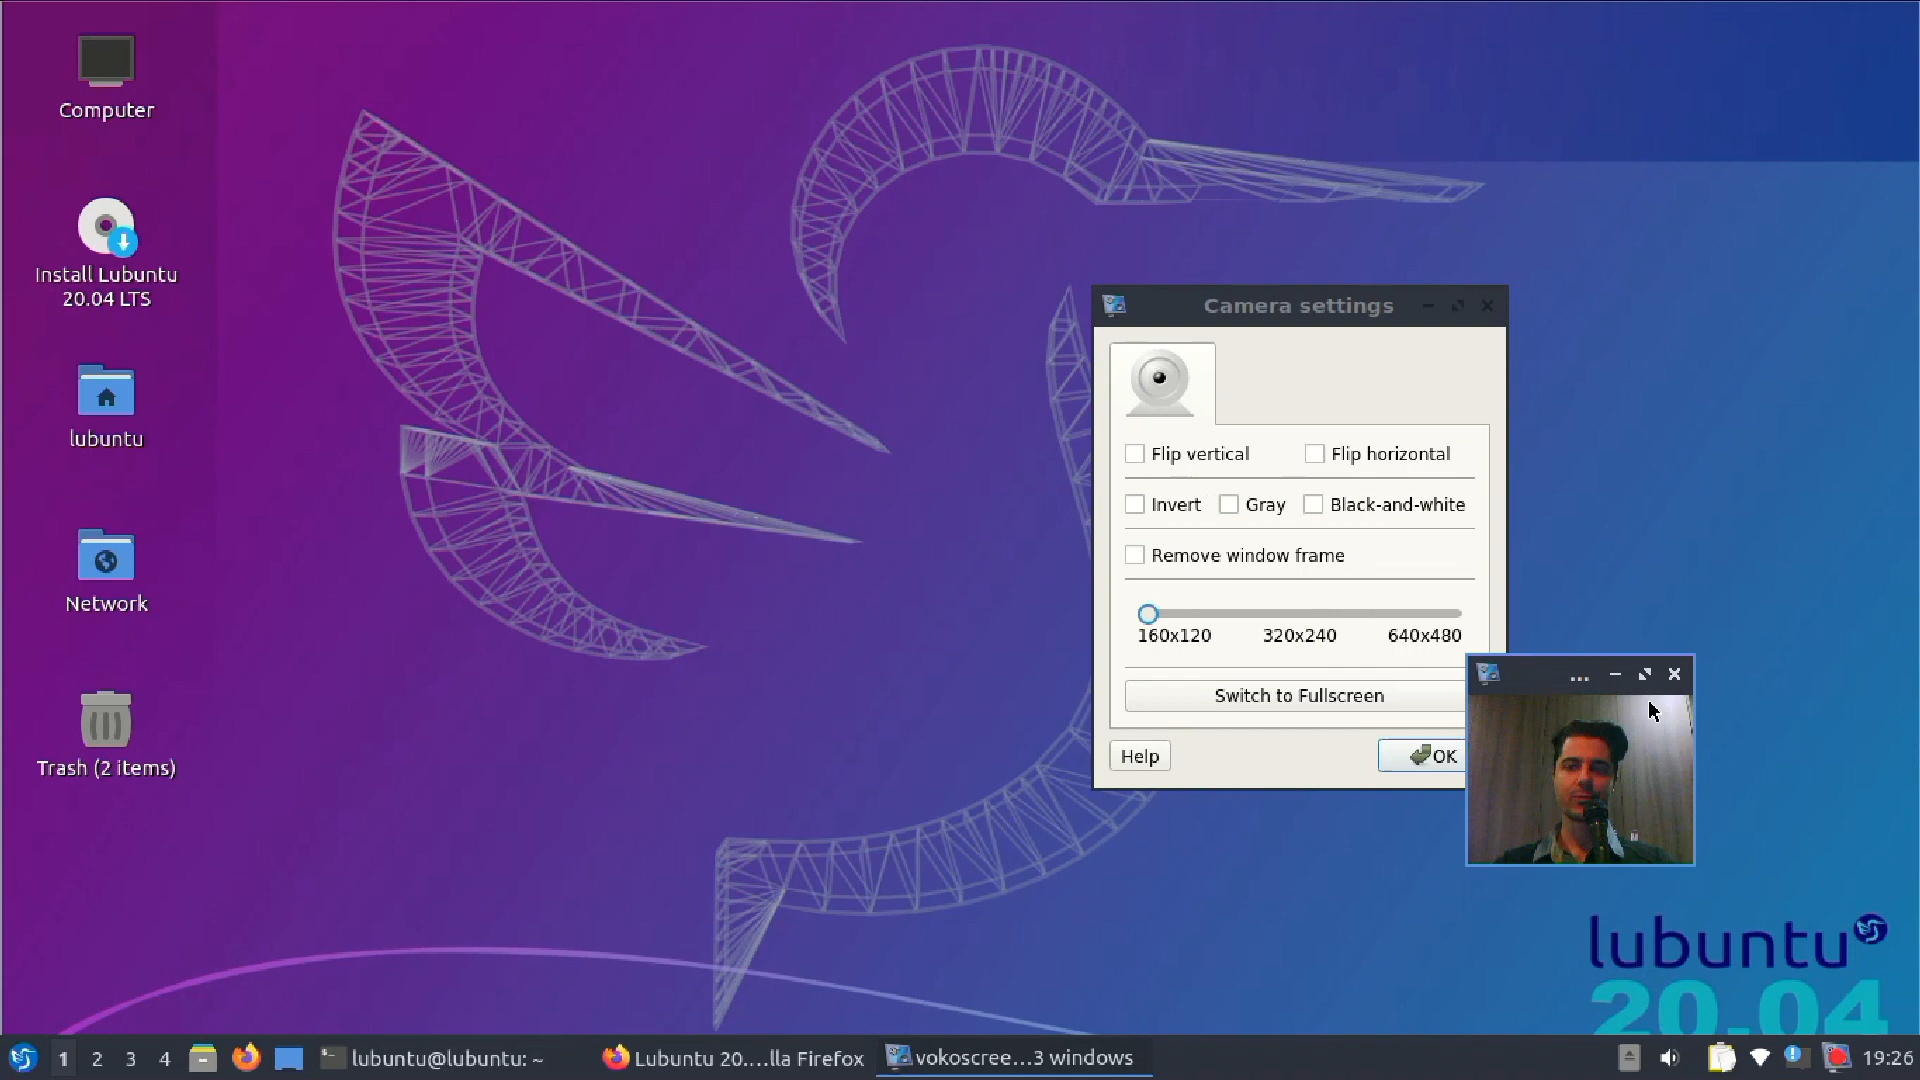 Computer
Install Lubuntu
20.04 LTS
lubuntu
Network
Trash (2 items)
Camera settings
Flip vertical
Flip horizontal
Invert
Gray
Black-and-white
Remove window frame
160x120
320x240
640x480
Switch to Fullscreen
Help
OK
...
lubuntu
20.04
1
2
3
4
lubuntu@lubuntu: ~
Lubuntu 20....lla Firefox
vokoscree...3 windows
19:26